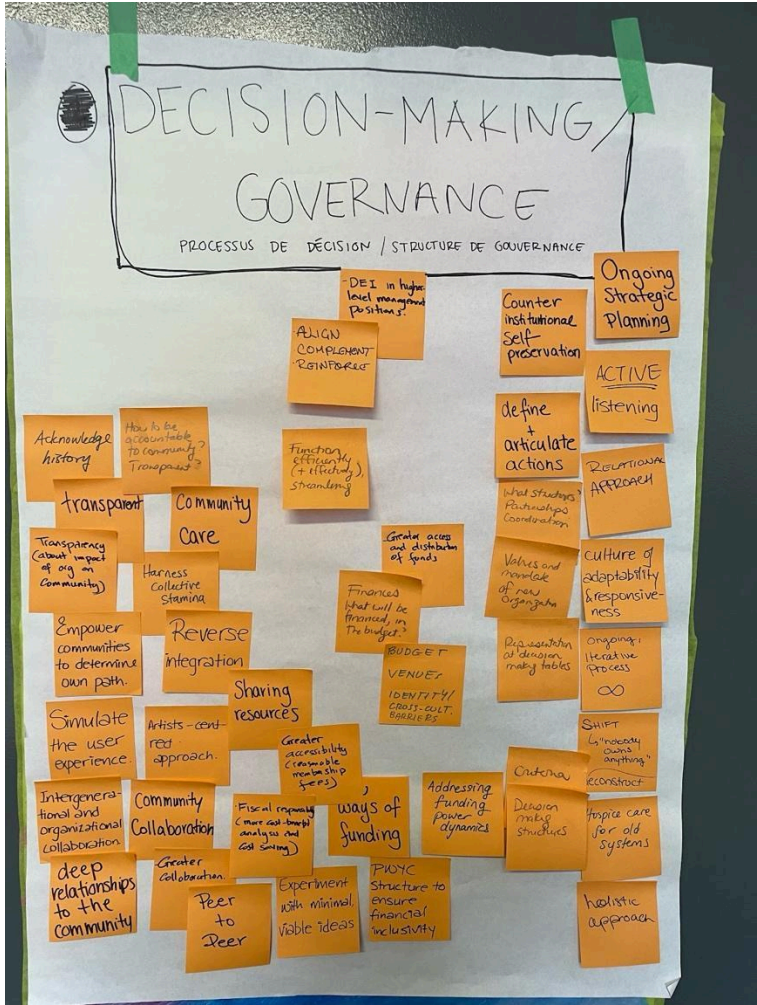 DECISION-MAKING/
GOVERNANCE
PROCESSUS DE DÉCISION / STRUCTURE DE GOUVERNANCE
-DEI in higher-
level management
positions.
·ALIGN
COMPLEMENT
·REINFORCE
Function
efficiently
(+ effectively),
streamlining
Counter
institutional
self
preservation
Ongoing
Strategic
Planning
ACTIVE
listening
define
+
articulate
actions
RELATIONAL
APPROACH
What structures?
Partnerships
Coordination
Values and
mandate
of new
Organization
culture of
adaptability
& responsive-
ness
Representation
at decision
making tables
Ongoing,
iterative
Process
∞
SHIFT
↳ "nobody
owns
anything"
reconstruct
Hospice care
for old
systems
holistic
approach
Acknowledge
history
How to be
accountable
to community?
Transparent?
transparent
Community
Care
Transparency
(about impact
of org on
Community)
Harness
Collective
Stamina
Empower
communities
to determine
own path.
Reverse
integration
Simulate
the user
experience.
Artists-cent
red
approach.
Sharing
resources
Greater access
and distribution
of funds
Finances
What will be
financed, in
the budget?
BUDGET
VENUES
IDENTITY/
CROSS-CULT.
BARRIERS
Greater
accessibility
(reasonable
membership
fees)
Intergenera-
tional and
organizational
collaboration.
Community
Collaboration
·Fiscal responsibility
(more cost-benefit
analysis and
cost saving)
ways of
funding
Addressing
funding
power
dynamics
Criteria
Decision
making
structures
deep
relationships
to the
community
Greater
Collaboration.
Peer
to
Peer
Experiment
with minimal,
viable ideas
PWYC
Structure to
ensure
financial
inclusivity